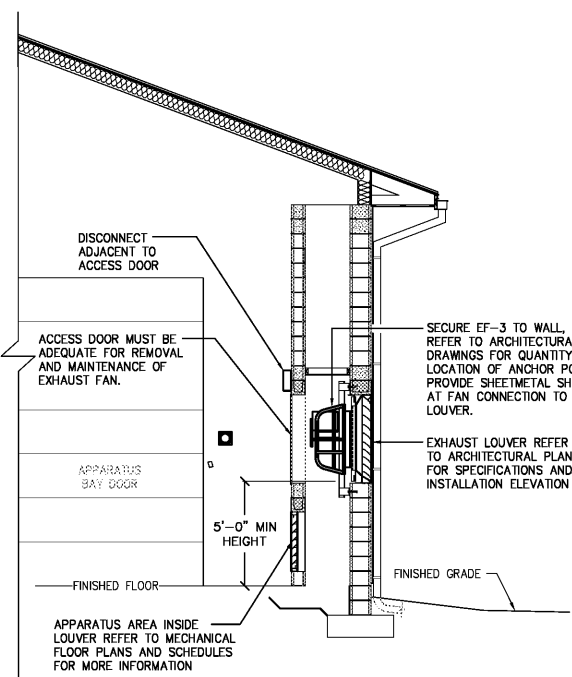 DISCONNECT
ADJACENT TO
ACCESS DOOR
ACCESS DOOR MUST BE
ADEQUATE FOR REMOVAL
AND MAINTENANCE OF
EXHAUST FAN.
SECURE EF-3 TO WALL,
REFER TO ARCHITECTURA
DRAWINGS FOR QUANTITY
LOCATION OF ANCHOR PO
PROVIDE SHEETMETAL SH
AT FAN CONNECTION TO
LOUVER.
EXHAUST LOUVER REFER
TO ARCHITECTURAL PLAN
FOR SPECIFICATIONS AND
INSTALLATION ELEVATION
APPARATUS
BAY DOOR
5'-0" MIN
HEIGHT
FINISHED FLOOR
FINISHED GRADE
APPARATUS AREA INSIDE
LOUVER REFER TO MECHANICAL
FLOOR PLANS AND SCHEDULES
FOR MORE INFORMATION